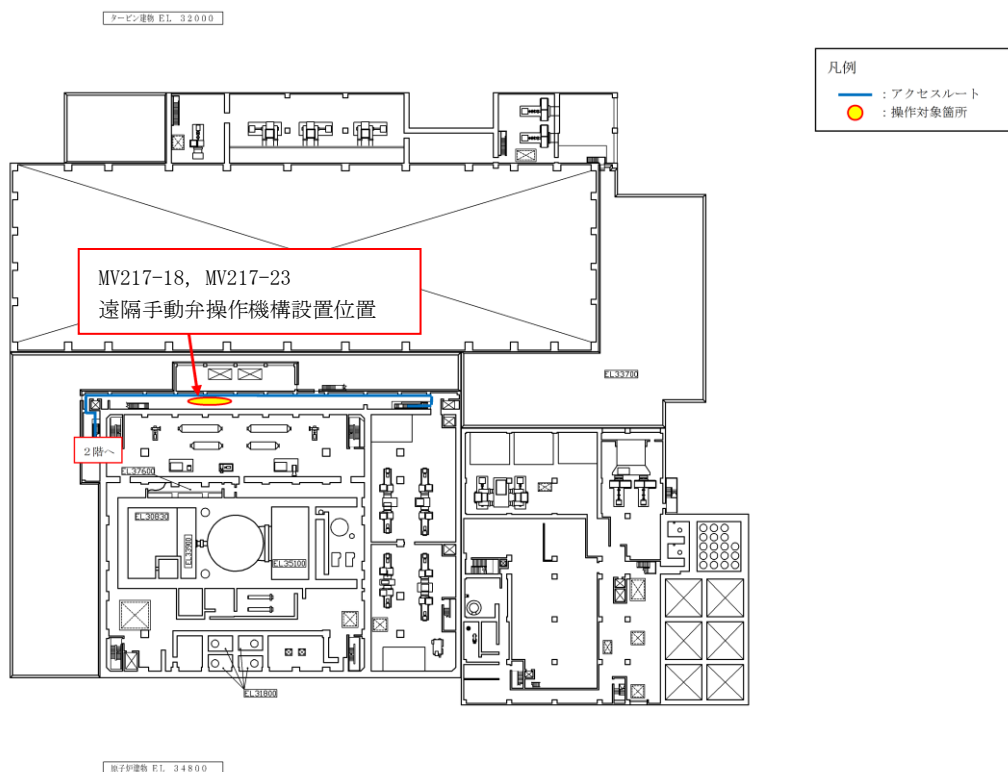 タービン建物 EL 32000
凡例
：アクセスルート
：操作対象箇所
MV217-18, MV217-23
遠隔手動弁操作機構設置位置
EL33700
2階へ
EL37600
EL30830
EL33900
EL35100
EL31800
原子炉建物 EL 34800